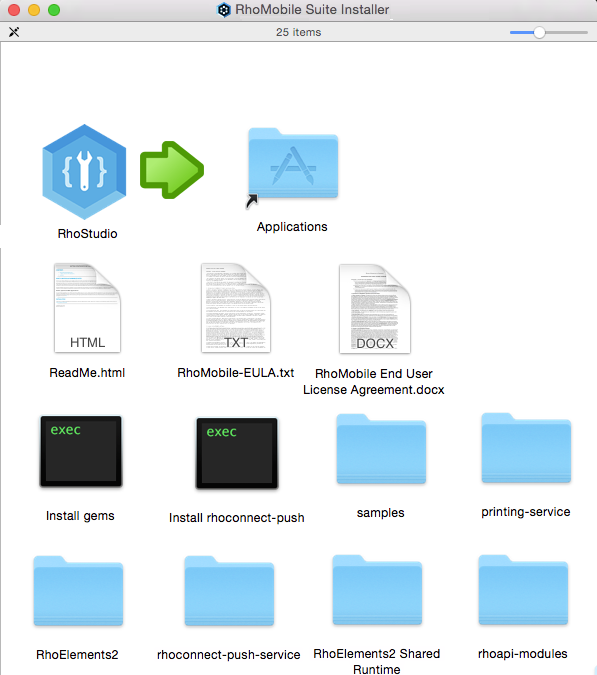 RhoMobile Suite Installer
25 items
RhoStudio
Applications
HTML
TXT
DOCX
ReadMe.html
RhoMobile-EULA.txt
RhoMobile End User
License Agreement.docx
exec
exec
Install gems
Install rhoconnect-push
samples
printing-service
RhoElements2
rhoconnect-push-service
RhoElements2 Shared
Runtime
rhoapi-modules